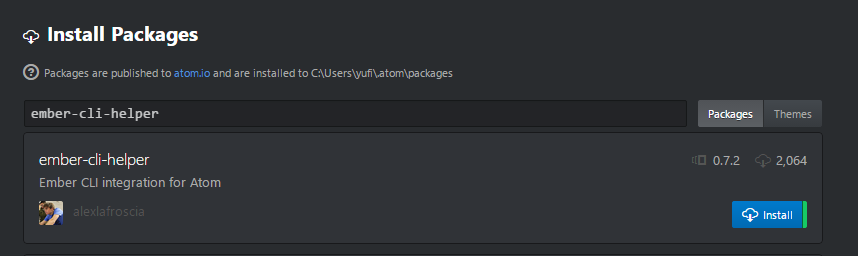 Install Packages
Packages are published to atom.io and are installed to C:\Users\yufi\.atom\packages
ember-cli-helper
Packages Themes
ember-cli-helper 0.7.2 2,064
Ember CLI integration for Atom
alexlafroscia
Install